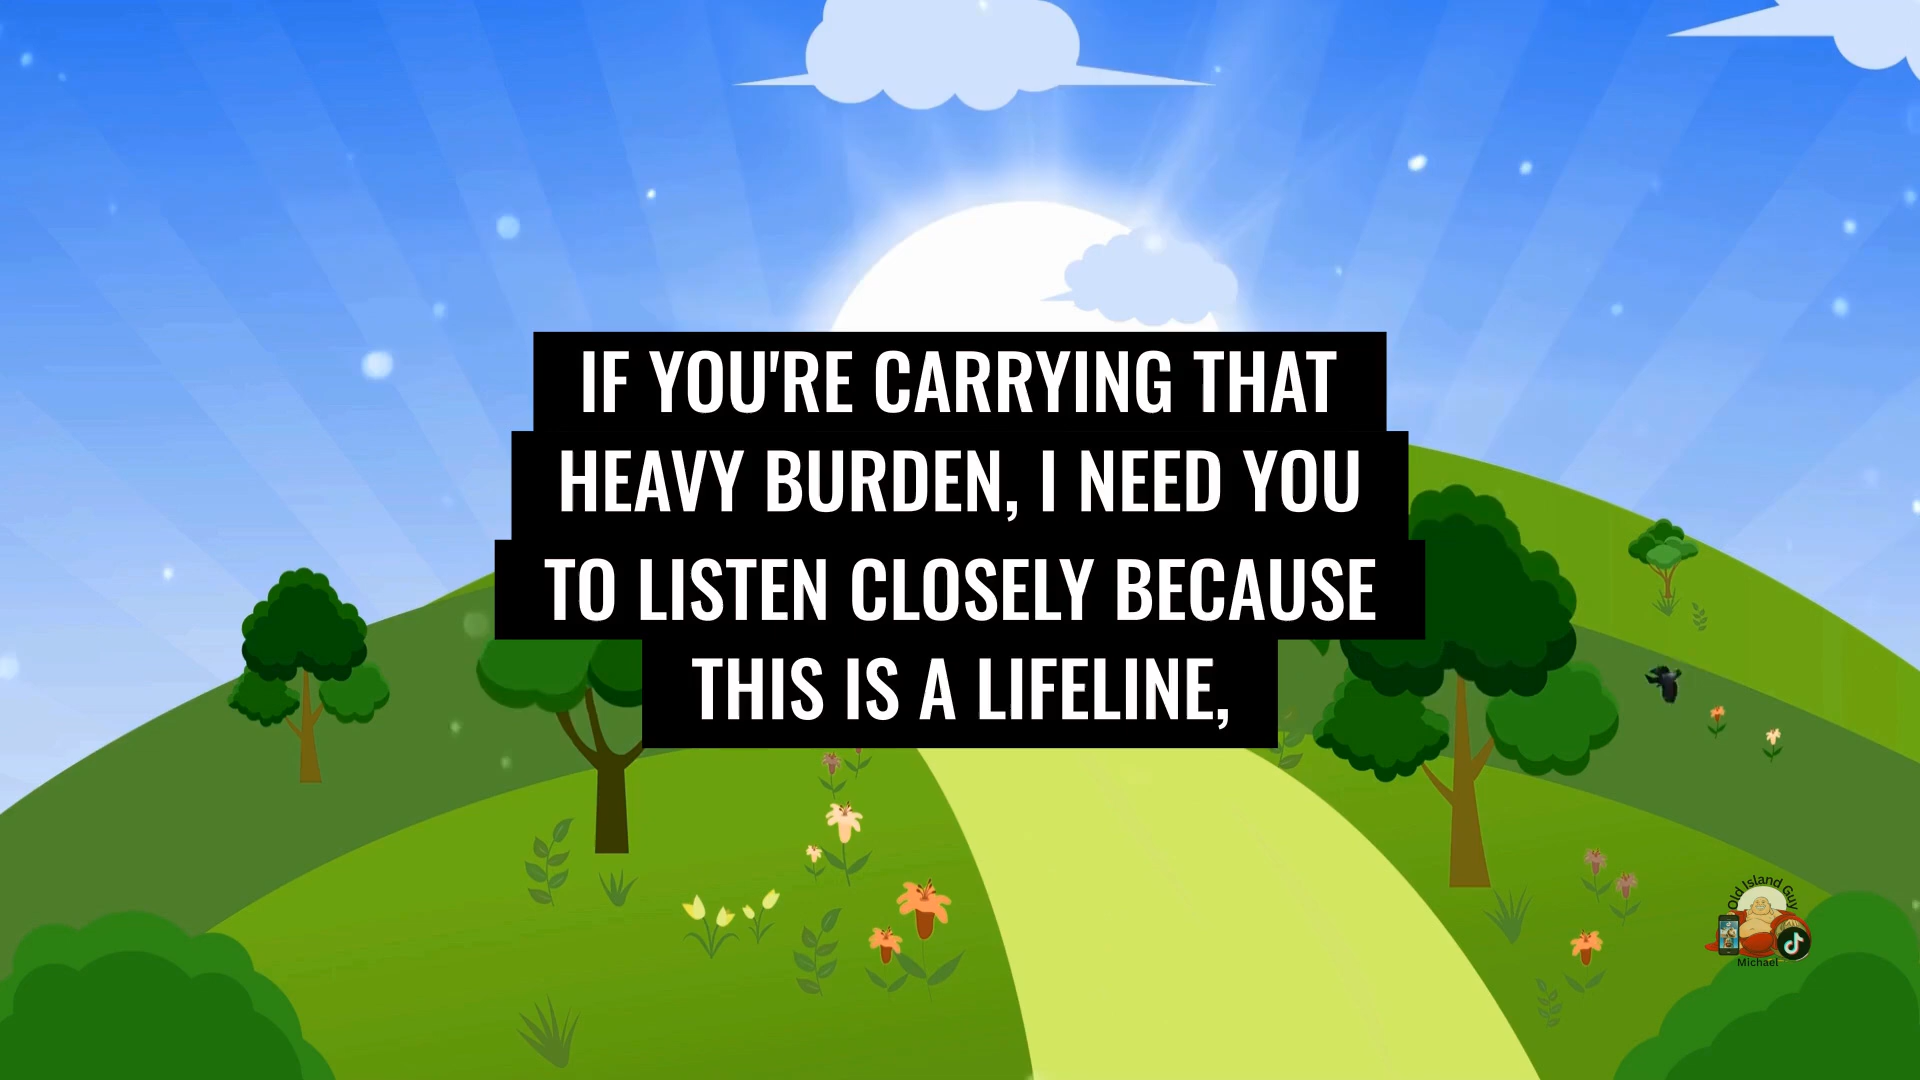 IF YOU'RE CARRYING THAT
HEAVY BURDEN, I NEED YOU
TO LISTEN CLOSELY BECAUSE
THIS IS A LIFELINE,
Old Island Guy
Michael